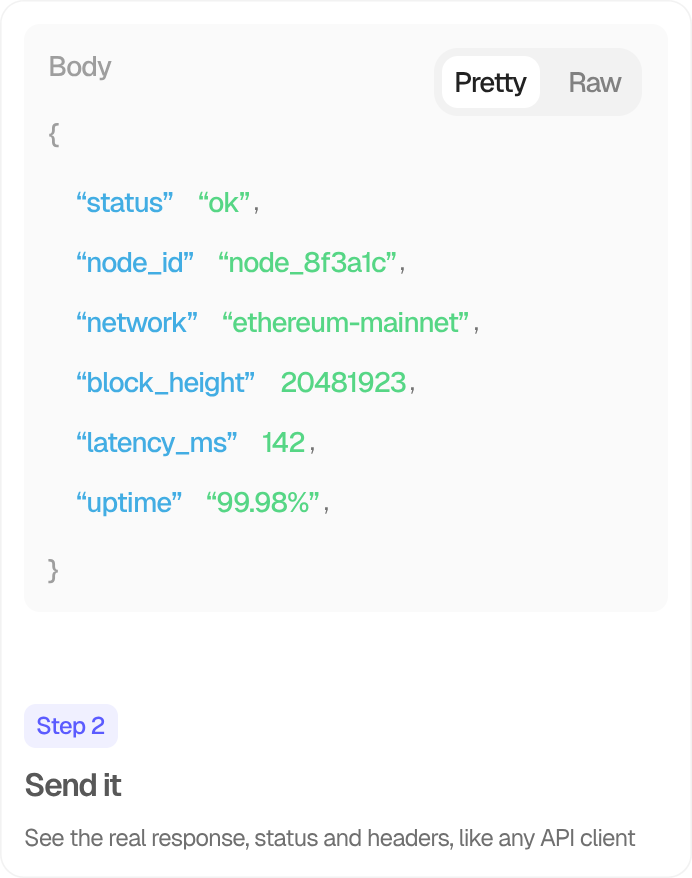 Body
Pretty Raw
{
“status” “ok”,
“node_id” “node_8f3a1c”,
“network” “ethereum-mainnet”,
“block_height” 20481923,
“latency_ms” 142,
“uptime” “99.98%”,
}
Step 2
Send it
See the real response, status and headers, like any API client